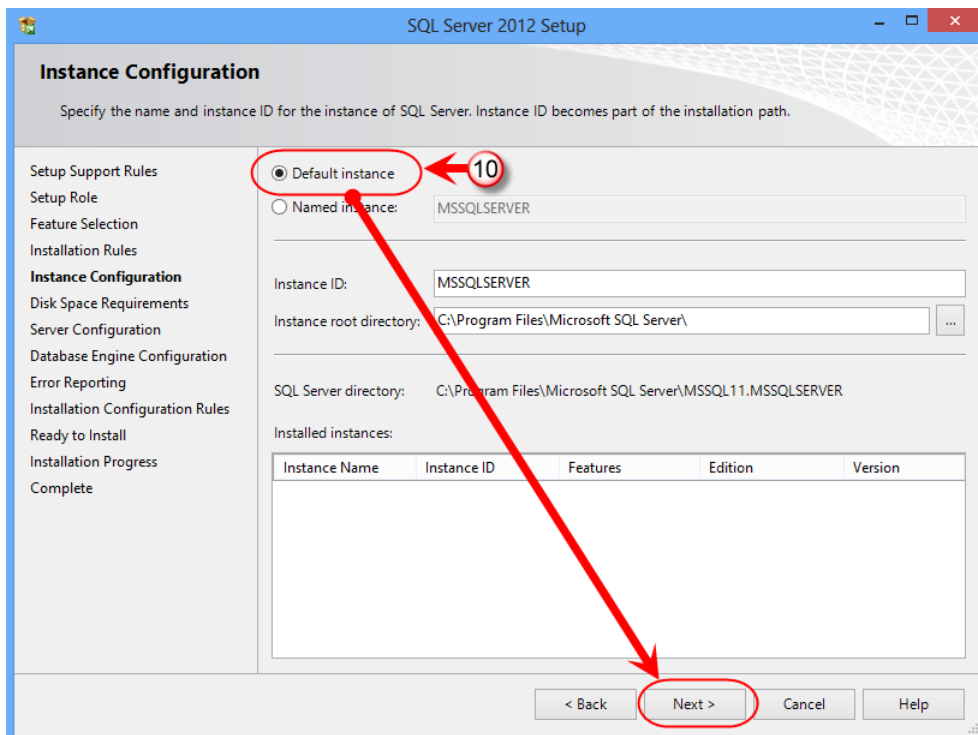 SQL Server 2012 Setup
Instance Configuration
Specify the name and instance ID for the instance of SQL Server. Instance ID becomes part of the installation path.
Setup Support Rules
Setup Role
Feature Selection
Installation Rules
Instance Configuration
Disk Space Requirements
Server Configuration
Database Engine Configuration
Error Reporting
Installation Configuration Rules
Ready to Install
Installation Progress
Complete
Default instance 10
Named instance: MSSQLSERVER
Instance ID: MSSQLSERVER
Instance root directory: C:\Program Files\Microsoft SQL Server\ ...
SQL Server directory: C:\Program Files\Microsoft SQL Server\MSSQL11.MSSQLSERVER
Installed instances:
Instance Name Instance ID Features Edition Version
< Back Next > Cancel Help